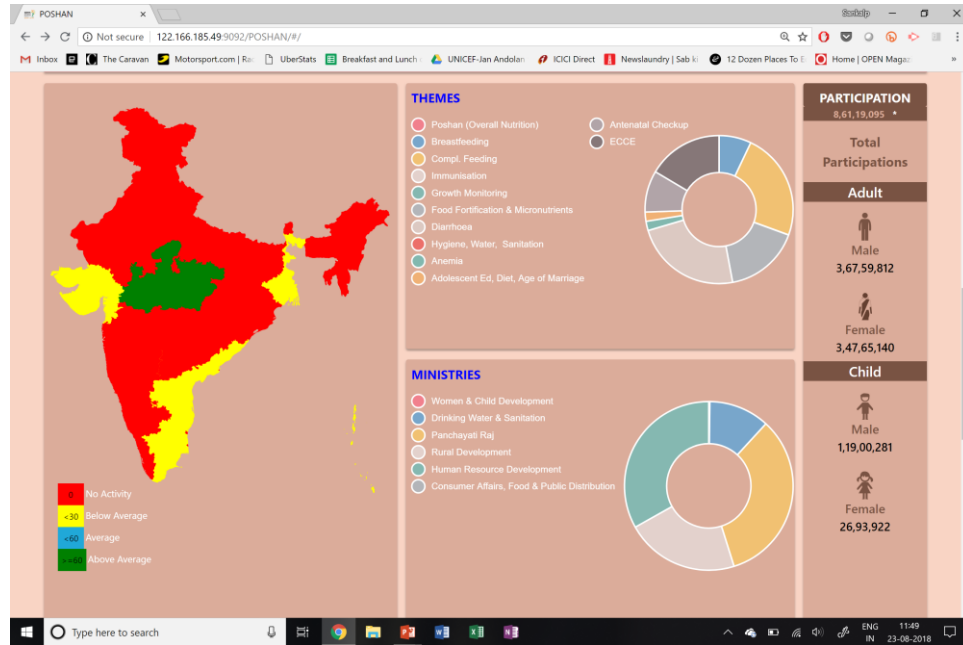 POSHAN
Sankalp
Not secure | 122.166.185.49:9092/POSHAN/#/
Inbox
The Caravan
Motorsport.com | Ra
UberStats
Breakfast and Lunch
UNICEF-Jan Andolan
ICICI Direct
Newslaundry | Sab ki
12 Dozen Places To E
Home | OPEN Magaz
THEMES
Poshan (Overall Nutrition)
Breastfeeding
Compl. Feeding
Immunisation
Growth Monitoring
Food Fortification & Micronutrients
Diarrhoea
Hygiene, Water, Sanitation
Anemia
Adolescent Ed, Diet, Age of Marriage
Antenatal Checkup
ECCE
MINISTRIES
Women & Child Development
Drinking Water & Sanitation
Panchayati Raj
Rural Development
Human Resource Development
Consumer Affairs, Food & Public Distribution
PARTICIPATION
8,61,19,095 *
Total
Participations
Adult
Male
3,67,59,812
Female
3,47,65,140
Child
Male
1,19,00,281
Female
26,93,922
0 No Activity
<30 Below Average
<60 Average
>=60 Above Average
Type here to search
ENG
IN
11:49
23-08-2018